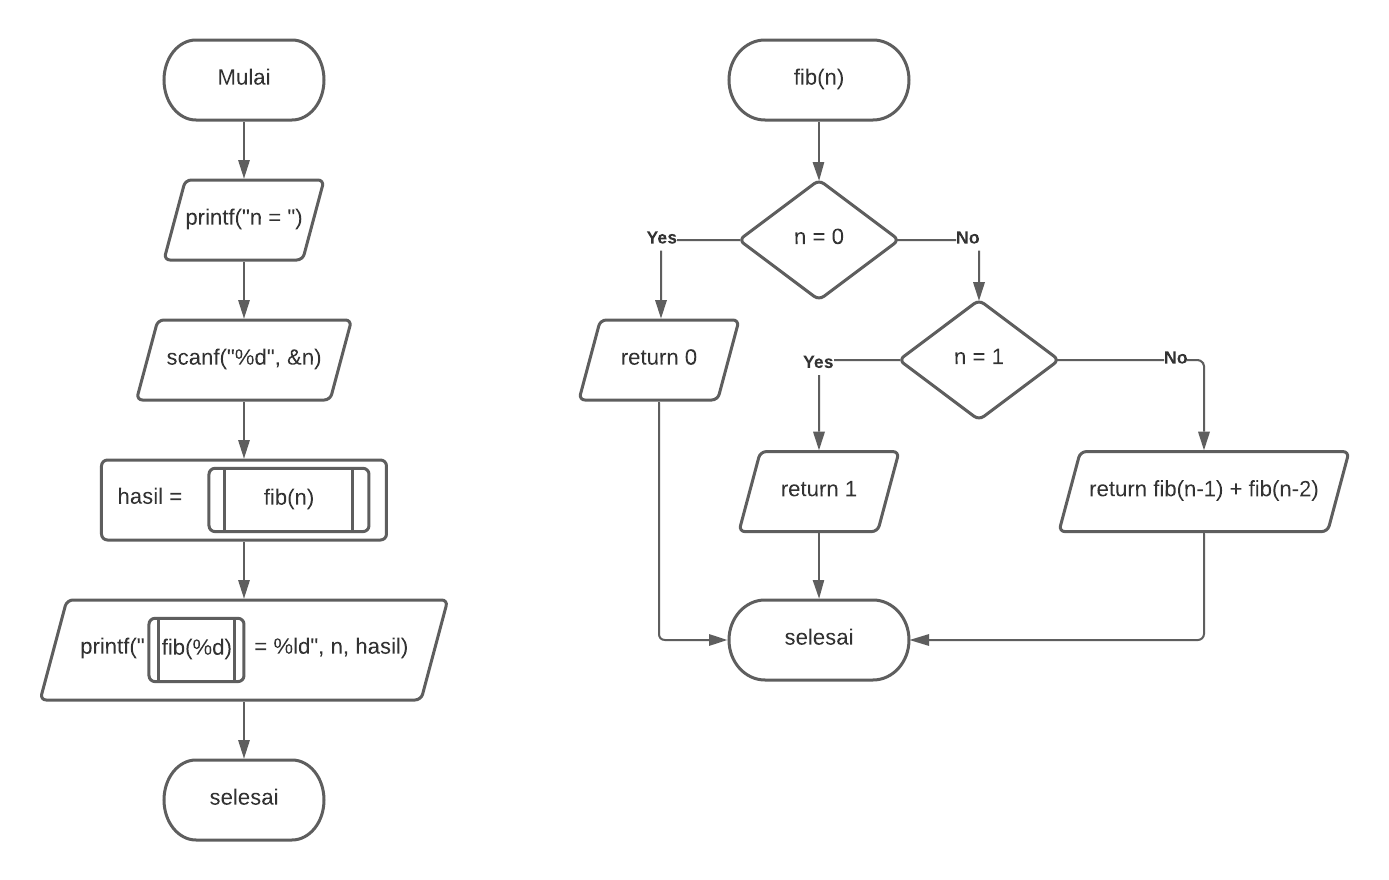 Mulai
printf("n = ")
scanf("%d", &n)
hasil = fib(n)
printf(" fib(%d) = %ld", n, hasil)
selesai
fib(n)
n = 0
Yes
No
return 0
n = 1
Yes
No
return 1
return fib(n-1) + fib(n-2)
selesai